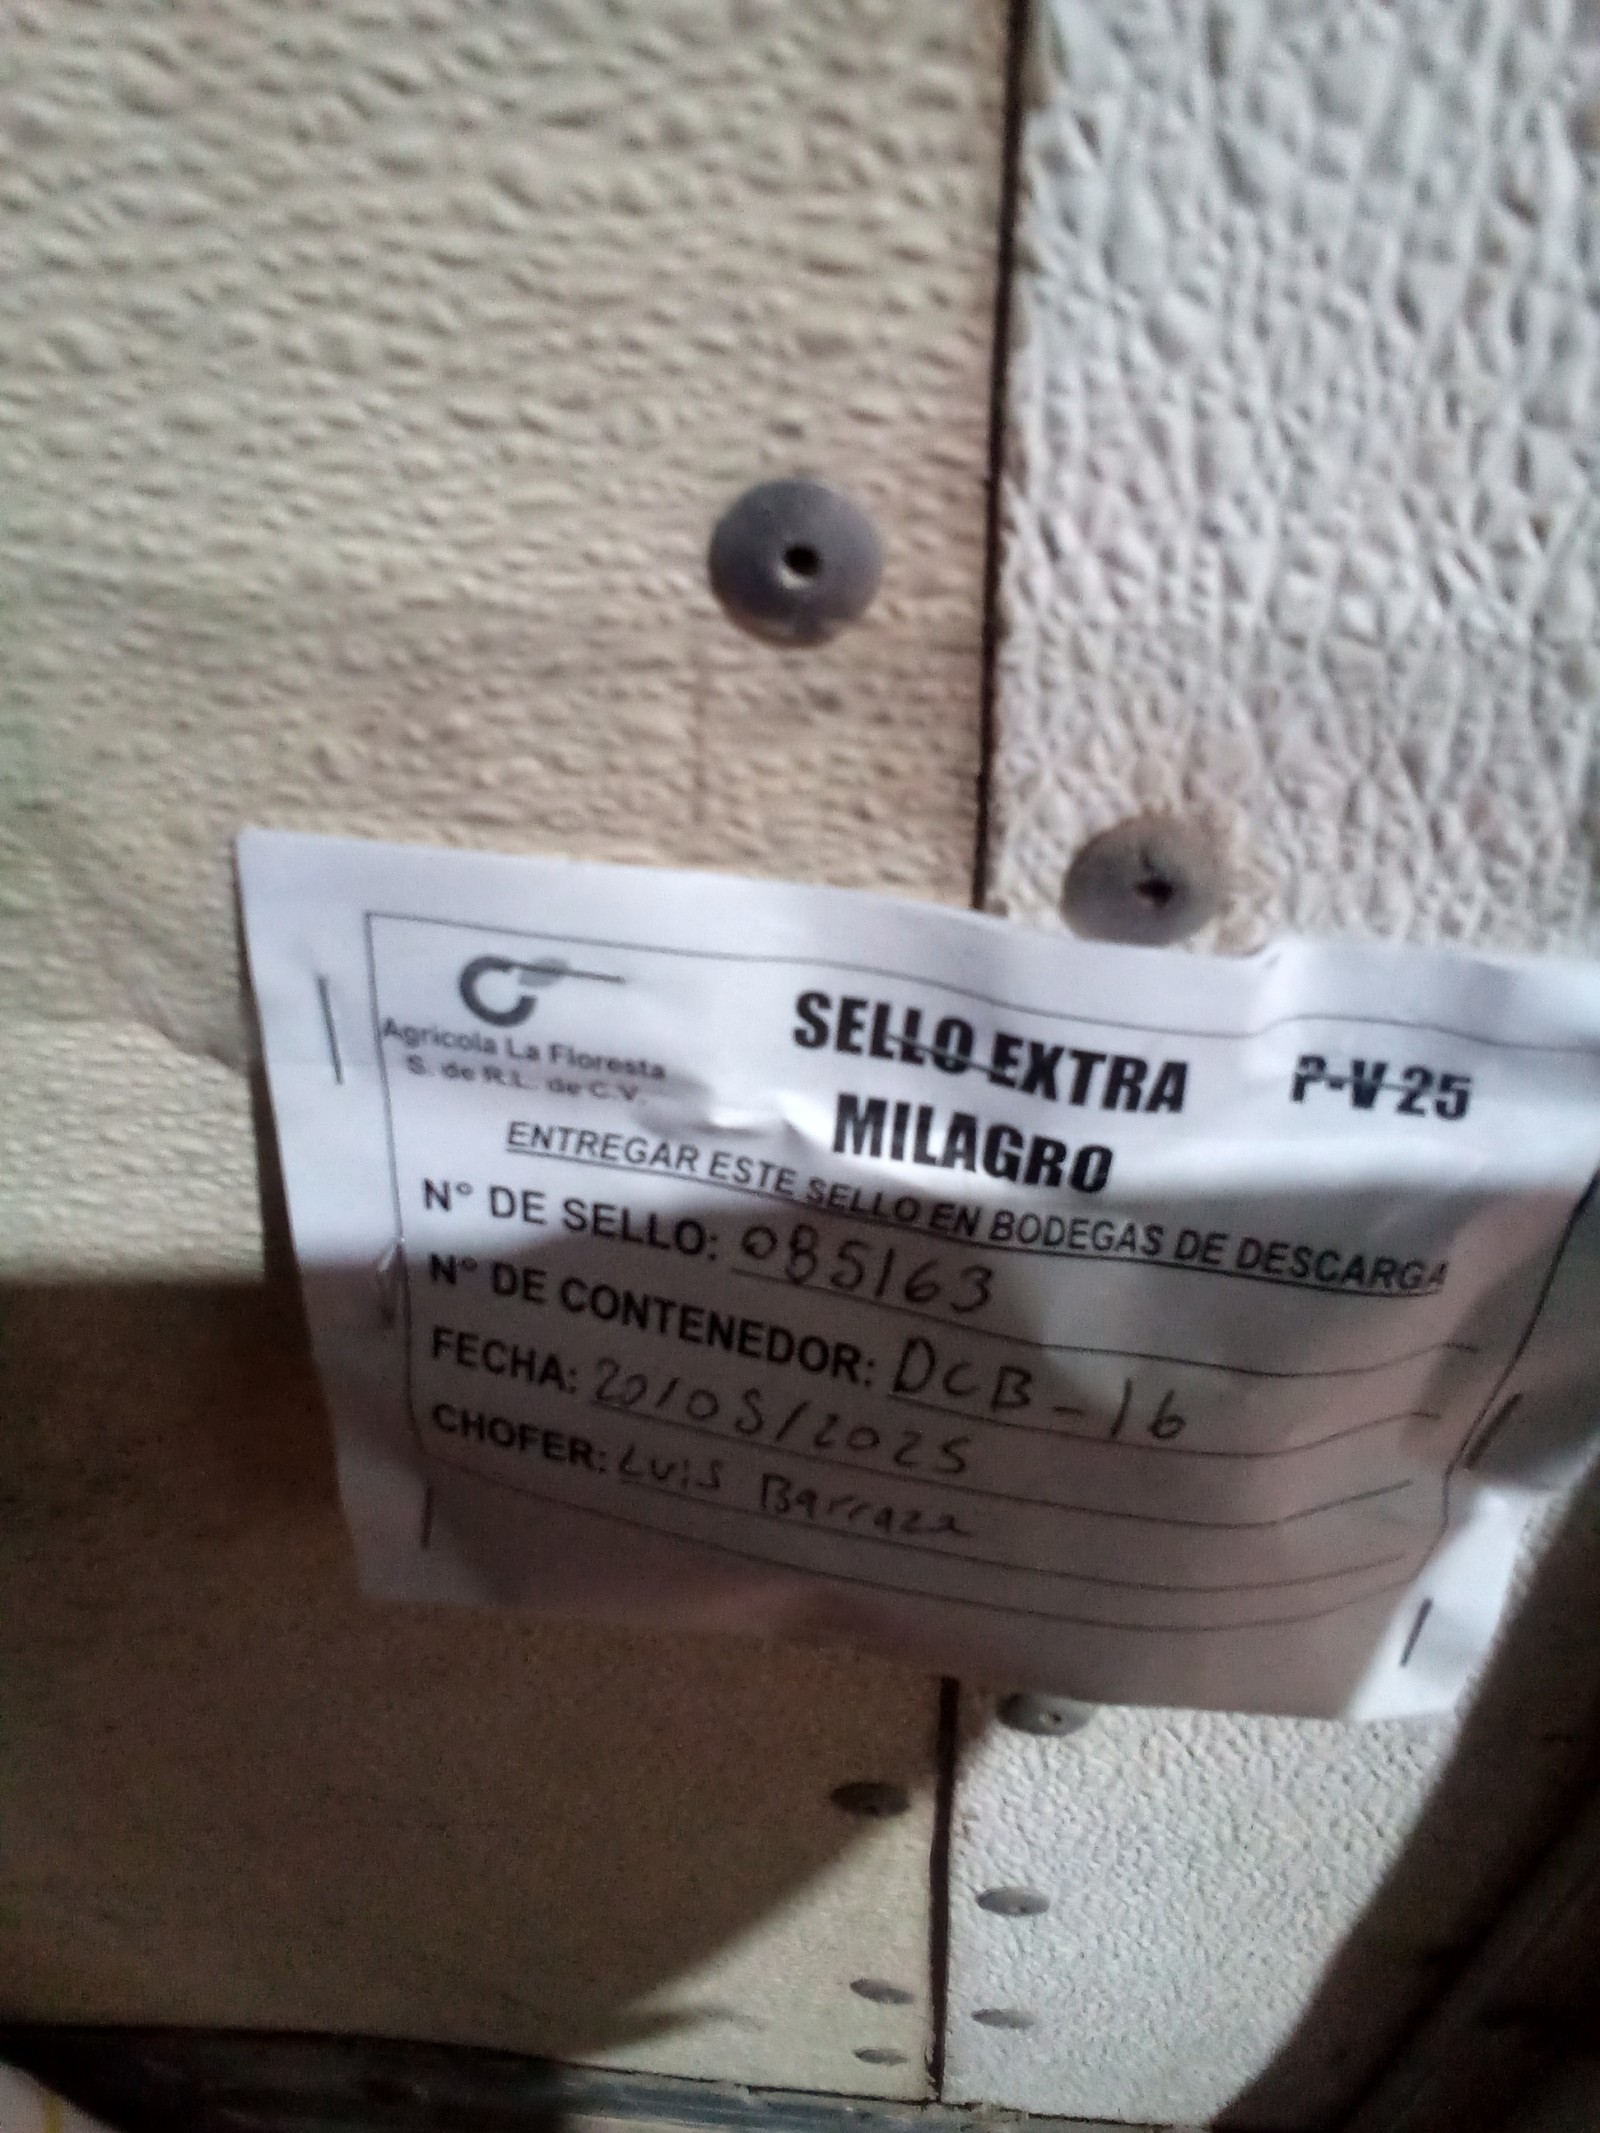 Agricola La Floresta
S. de R.L. de C.V.
SELLO EXTRA
MILAGRO
P-V-25
ENTREGAR ESTE SELLO EN BODEGAS DE DESCARGA
N° DE SELLO: 085163
N° DE CONTENEDOR: DCB-16
FECHA: 20/05/2025
CHOFER: Luis Barraza